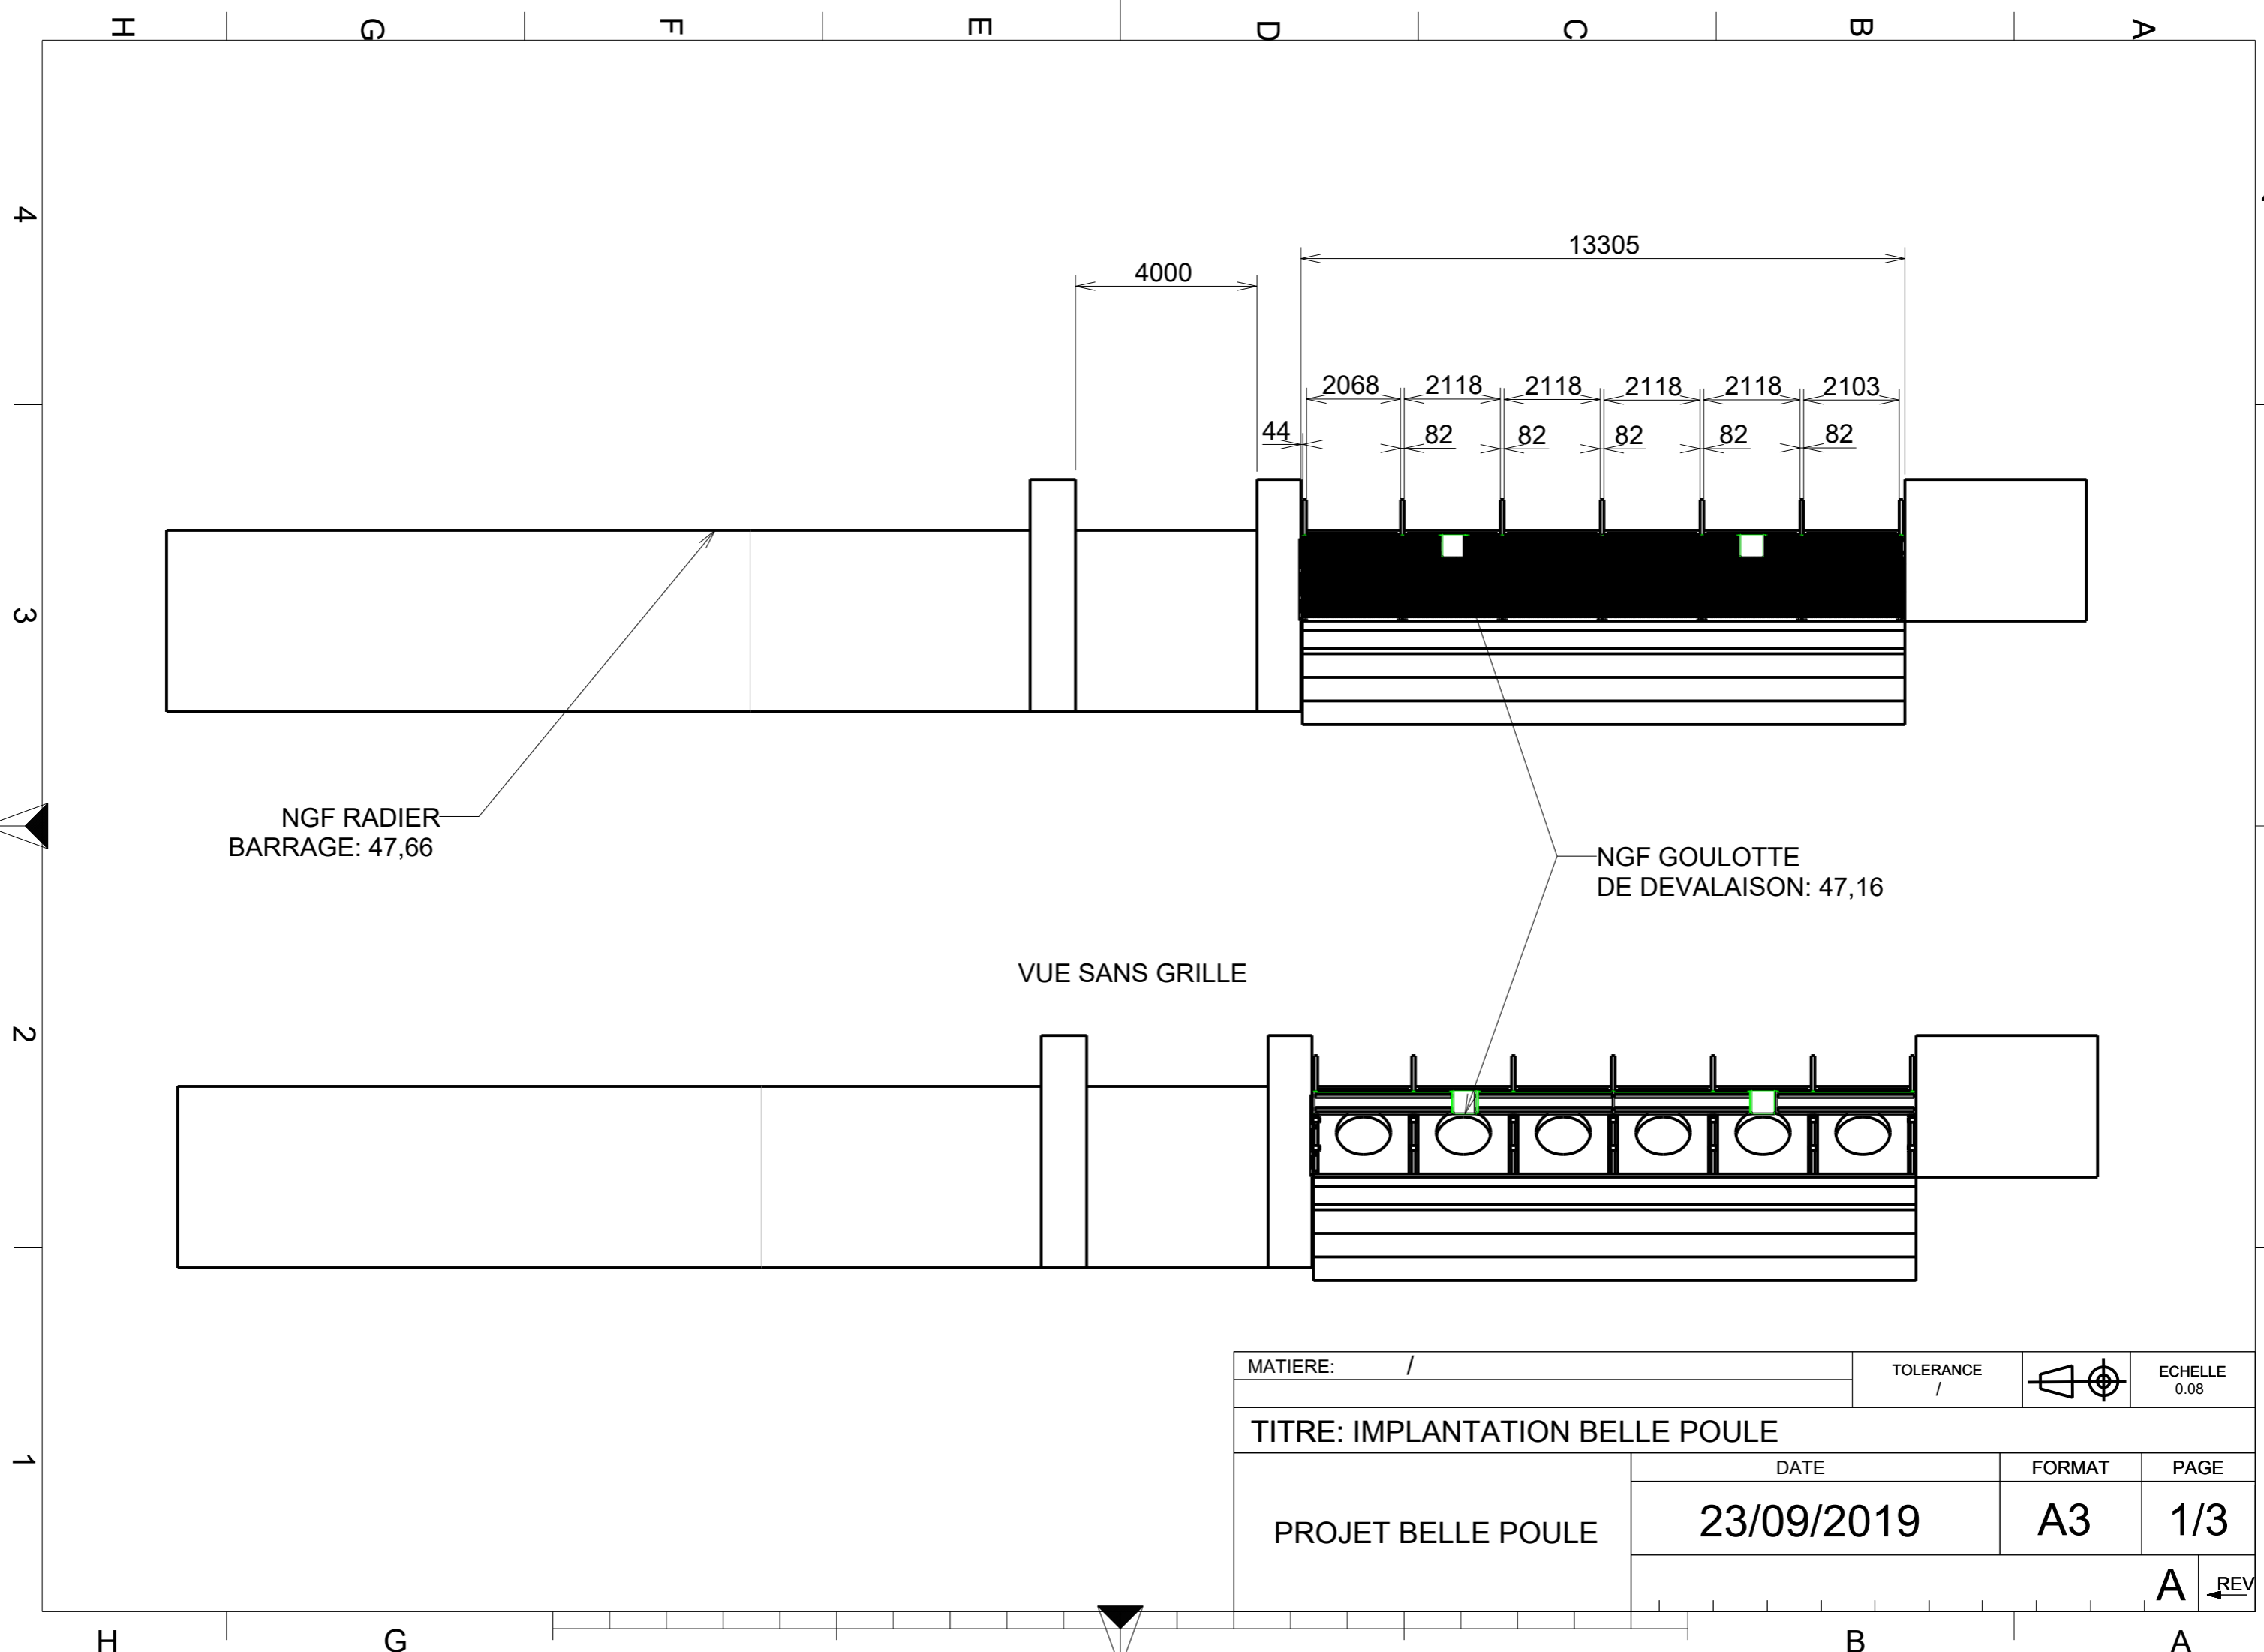 H G F E D C B A
4
13305
4000
2068 2118 2118 2118 2118 2103
44 82 82 82 82 82
3
NGF RADIER
BARRAGE: 47,66
NGF GOULOTTE
DE DEVALAISON: 47,16
VUE SANS GRILLE
2
MATIERE: /
TOLERANCE
/
ECHELLE
0.08
TITRE: IMPLANTATION BELLE POULE
1
DATE FORMAT PAGE
PROJET BELLE POULE
23/09/2019 A3 1/3
A REV
H G B A